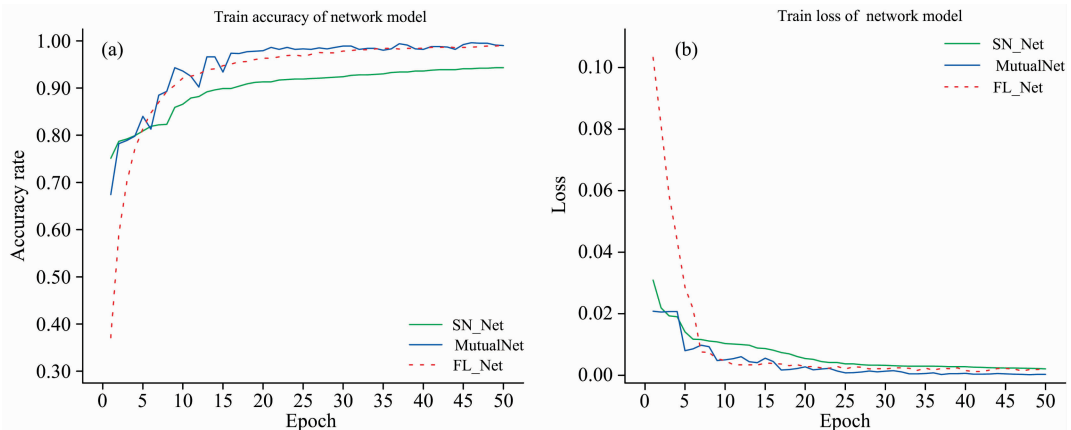 Train accuracy of network model
(a)
1.00
0.90
0.80
0.70
0.60
0.50
0.40
0.30
Accuracy rate
SN_Net
MutualNet
FL_Net
0 5 10 15 20 25 30 35 40 45 50
Epoch
Train loss of network model
(b)
SN_Net
MutualNet
FL_Net
0.10
0.08
0.06
0.04
0.02
0.00
Loss
0 5 10 15 20 25 30 35 40 45 50
Epoch